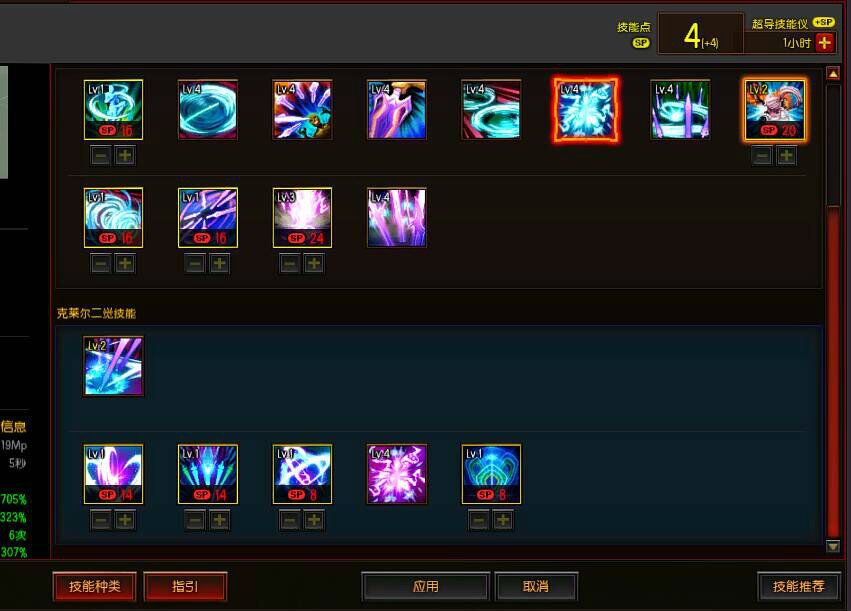 技能点
SP
4(+4)
超导技能仪 +SP
1小时
Lv.1 Lv.4 Lv.4 Lv.4 Lv.4 Lv.4 Lv.4 Lv.2
SP 16 SP 20
Lv.1 Lv.1 Lv.3 Lv.4
SP 16 SP 16 SP 24
克莱尔二觉技能
Lv.2
Lv.1 Lv.1 Lv.1 Lv.4 Lv.1
SP 14 SP 14 SP 8 SP 8
信息
19Mp
5秒
705%
323%
6次
307%
技能种类 指引 应用 取消 技能推荐